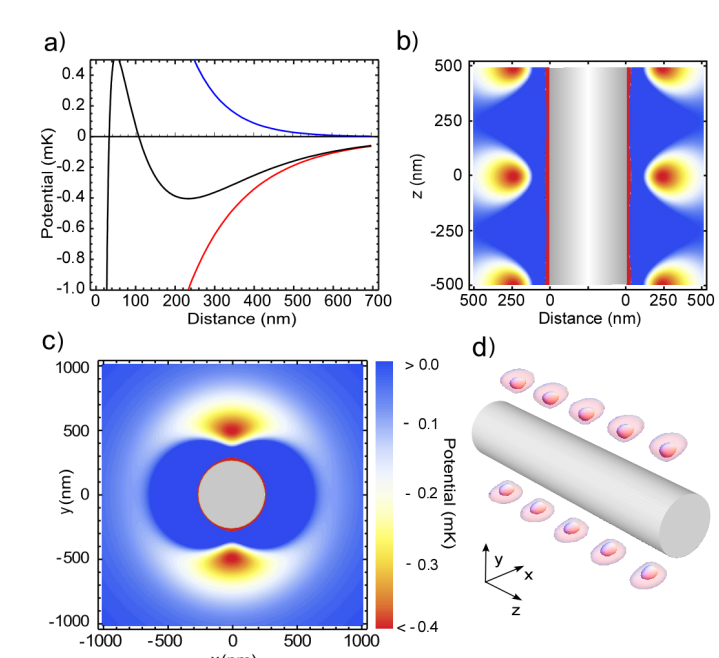 a)
0.4
0.2
0
-0.2
-0.4
-0.6
-0.8
-1.0
Potential (mK)
0 100 200 300 400 500 600 700
Distance (nm)
b)
500
250
0
-250
-500
z (nm)
500 250 0 0 250 500
Distance (nm)
c)
1000
500
0
-500
-1000
y(nm)
-1000 -500 0 500 1000
> 0.0
- 0.1
- 0.2
- 0.3
< - 0.4
Potential (mK)
d)
y
x
z